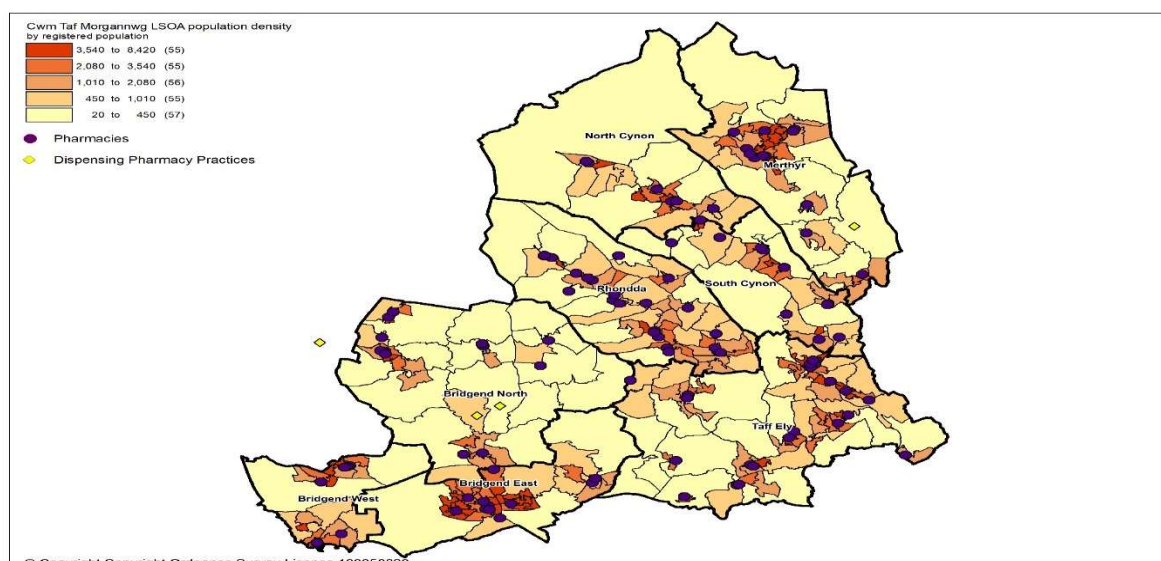 Cwm Taf Morgannwg LSOA population density
by registered population
3,540 to 8,420 (55)
2,080 to 3,540 (55)
1,010 to 2,080 (56)
450 to 1,010 (55)
20 to 450 (57)
Pharmacies
Dispensing Pharmacy Practices
North Cynon
Merthyr
South Cynon
Rhondda
Bridgend North
Taff Ely
Bridgend East
Bridgend West